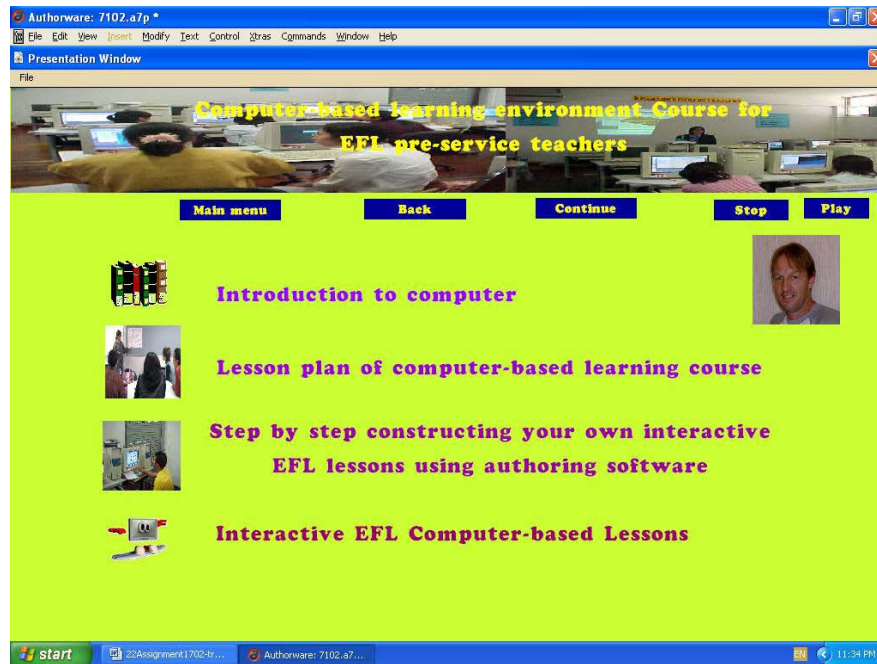 Authorware: 7102.a7p *
File Edit View Insert Modify Text Control Xtras Commands Window Help
Presentation Window
File
Computer-based learning environment Course for
EFL pre-service teachers
Main menu Back Continue Stop Play
Introduction to computer
Lesson plan of computer-based learning course
Step by step constructing your own interactive
EFL lessons using authoring software
Interactive EFL Computer-based Lessons
start 22Assignment1702-tr... Authorware: 7102.a7... EN 11:34 PM